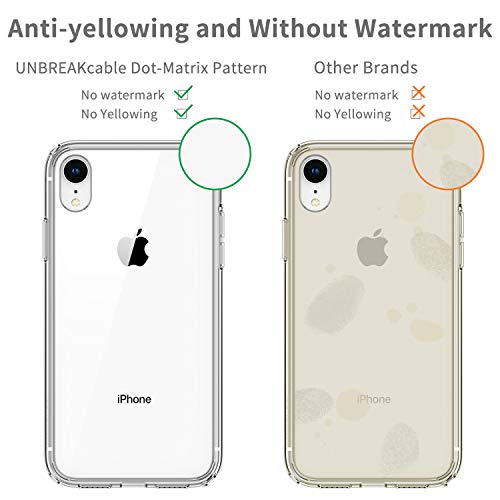 Anti-yellowing and Without Watermark
UNBREAKcable Dot-Matrix Pattern
No watermark
No Yellowing
Other Brands
No watermark
No Yellowing
iPhone
iPhone